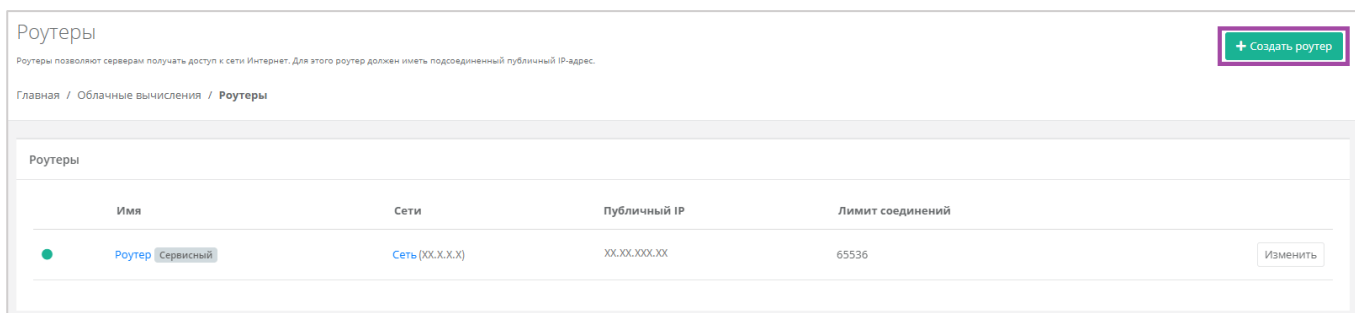 Роутеры
+ Создать роутер
Роутеры позволяют серверам получать доступ к сети Интернет. Для этого роутер должен иметь подсоединенный публичный IP-адрес.
Главная / Облачные вычисления / Роутеры
Роутеры
Имя Сети Публичный IP Лимит соединений
Роутер Сервисный Сеть (XX.X.X.X) XX.XX.XXX.XX 65536 Изменить